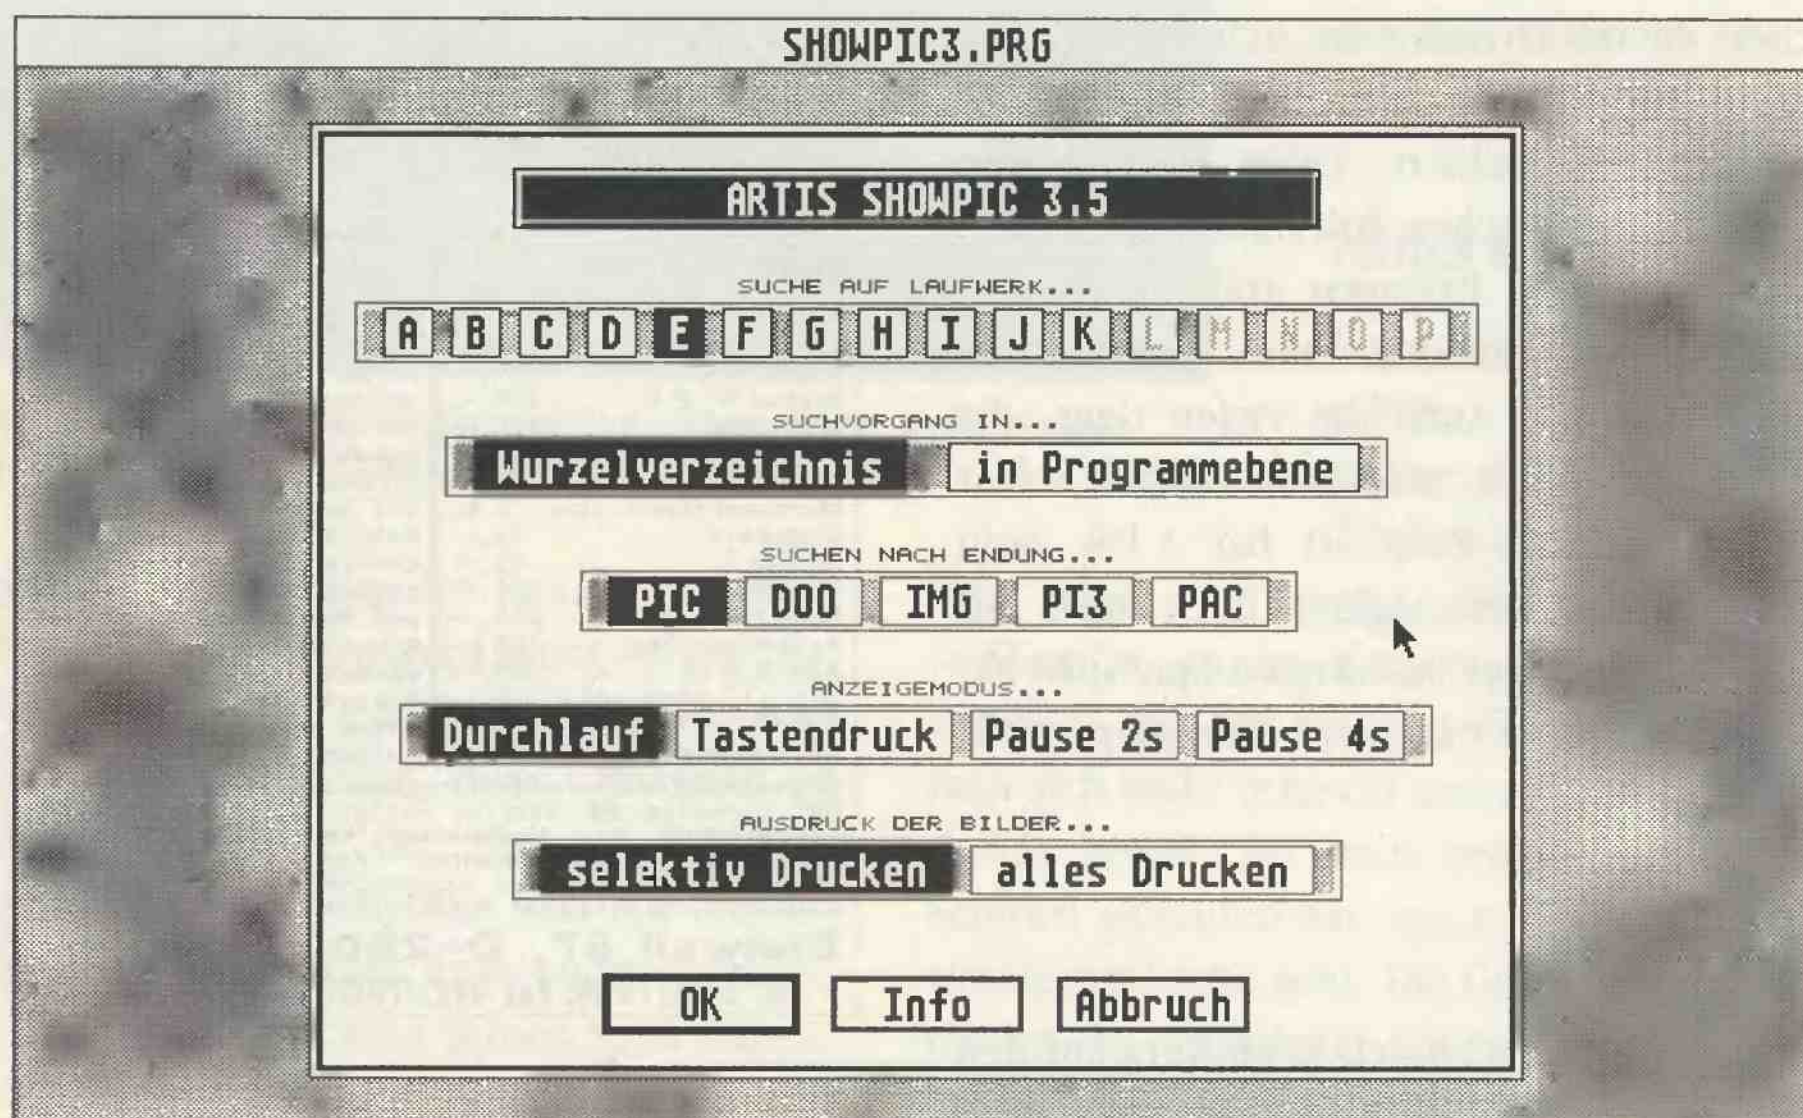 SHOWPIC3.PRG
ARTIS SHOWPIC 3.5
SUCHE AUF LAUFWERK...
A B C D E F G H I J K L M N O P
SUCHVORGANG IN...
Wurzelverzeichnis in Programmebene
SUCHEN NACH ENDUNG...
PIC DOO IMG PI3 PAC
ANZEIGEMODUS...
Durchlauf Tastendruck Pause 2s Pause 4s
AUSDRUCK DER BILDER...
selektiv Drucken alles Drucken
OK Info Abbruch